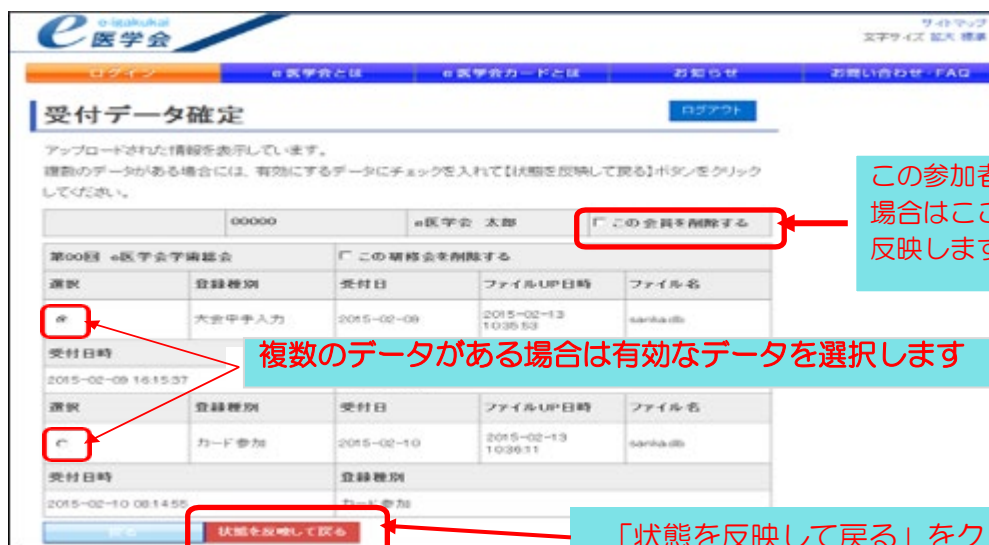 e-igakukai
e医学会
サイトマップ
文字サイズ 拡大 標準
ログイン e医学会とは e医学会カードとは お知らせ お問い合わせ・FAQ
受付データ確定 ログアウト
アップロードされた情報を表示しています。
複数のデータがある場合には、有効にするデータにチェックを入れて【状態を反映して戻る】ボタンをクリック
してください。
この参加者
場合はここ
反映します
00000 e医学会 太郎 この会員を削除する
第00回 e医学会学術総会 この研修会を削除する
選択 登録種別 受付日 ファイルUP日時 ファイル名
大会中手入力 2015-02-09 2015-02-13 10:35:53 sanka.db
受付日時
複数のデータがある場合は有効なデータを選択します
2015-02-09 16:15:37
選択 登録種別 受付日 ファイルUP日時 ファイル名
カード参加 2015-02-10 2015-02-13 10:36:11 sanka.db
受付日時 登録種別
2015-02-10 08:14:55 カード参加
戻る 状態を反映して戻る
「状態を反映して戻る」をク